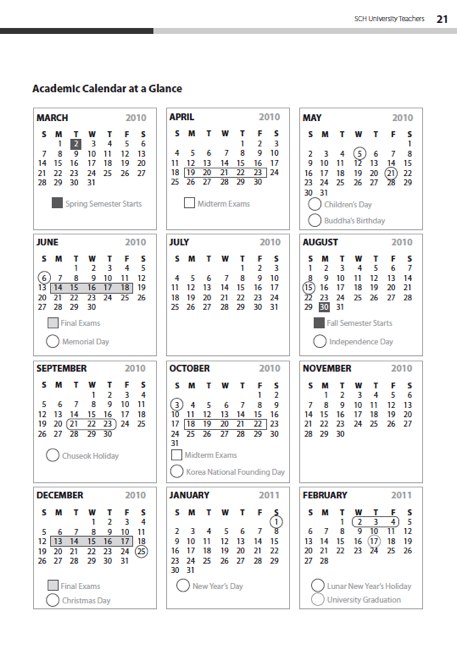 SCH University Teachers 21
Academic Calendar at a Glance
MARCH 2010
S M T W T F S
1 2 3 4 5 6
7 8 9 10 11 12 13
14 15 16 17 18 19 20
21 22 23 24 25 26 27
28 29 30 31
Spring Semester Starts
APRIL 2010
S M T W T F S
1 2 3
4 5 6 7 8 9 10
11 12 13 14 15 16 17
18 19 20 21 22 23 24
25 26 27 28 29 30
Midterm Exams
MAY 2010
S M T W T F S
1
2 3 4 5 6 7 8
9 10 11 12 13 14 15
16 17 18 19 20 21 22
23 24 25 26 27 28 29
30 31
Children's Day
Buddha's Birthday
JUNE 2010
S M T W T F S
1 2 3 4 5
6 7 8 9 10 11 12
13 14 15 16 17 18 19
20 21 22 23 24 25 26
27 28 29 30
Final Exams
Memorial Day
JULY 2010
S M T W T F S
1 2 3
4 5 6 7 8 9 10
11 12 13 14 15 16 17
18 19 20 21 22 23 24
25 26 27 28 29 30 31
AUGUST 2010
S M T W T F S
1 2 3 4 5 6 7
8 9 10 11 12 13 14
15 16 17 18 19 20 21
22 23 24 25 26 27 28
29 30 31
Fall Semester Starts
Independence Day
SEPTEMBER 2010
S M T W T F S
1 2 3 4
5 6 7 8 9 10 11
12 13 14 15 16 17 18
19 20 21 22 23 24 25
26 27 28 29 30
Chuseok Holiday
OCTOBER 2010
S M T W T F S
1 2
3 4 5 6 7 8 9
10 11 12 13 14 15 16
17 18 19 20 21 22 23
24 25 26 27 28 29 30
31
Midterm Exams
Korea National Founding Day
NOVEMBER 2010
S M T W T F S
1 2 3 4 5 6
7 8 9 10 11 12 13
14 15 16 17 18 19 20
21 22 23 24 25 26 27
28 29 30
DECEMBER 2010
S M T W T F S
1 2 3 4
5 6 7 8 9 10 11
12 13 14 15 16 17 18
19 20 21 22 23 24 25
26 27 28 29 30 31
Final Exams
Christmas Day
JANUARY 2011
S M T W T F S
1
2 3 4 5 6 7 8
9 10 11 12 13 14 15
16 17 18 19 20 21 22
23 24 25 26 27 28 29
30 31
New Year's Day
FEBRUARY 2011
S M T W T F S
1 2 3 4 5
6 7 8 9 10 11 12
13 14 15 16 17 18 19
20 21 22 23 24 25 26
27 28
Lunar New Year's Holiday
University Graduation